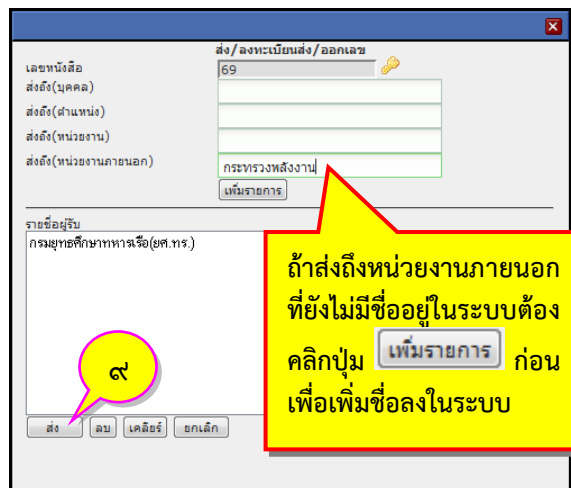 ส่ง/ลงทะเบียนส่ง/ออกเลข
เลขหนังสือ 69
ส่งถึง(บุคคล)
ส่งถึง(ตำแหน่ง)
ส่งถึง(หน่วยงาน)
ส่งถึง(หน่วยงานภายนอก) กระทรวงพลังงาน
เพิ่มรายการ
รายชื่อผู้รับ
กรมยุทธศึกษาทหารเรือ(ยศ.ทร.)
ถ้าส่งถึงหน่วยงานภายนอก
ที่ยังไม่มีชื่ออยู่ในระบบต้อง
คลิกปุ่ม เพิ่มรายการ ก่อน
เพื่อเพิ่มชื่อลงในระบบ
๙
ส่ง ลบ เคลียร์ ยกเลิก